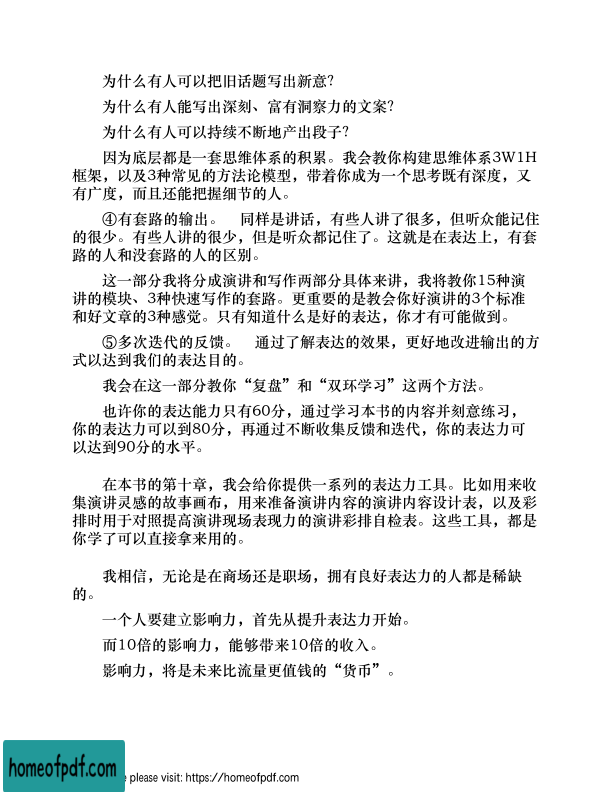 为什么有人可以把旧话题写出新意?
为什么有人能写出深刻、富有洞察力的文案?
为什么有人可以持续不断地产出段子?
因为底层都是一套思维体系的积累。我会教你构建思维体系3W1H
框架，以及3种常见的方法论模型，带着你成为一个思考既有深度，又
有广度，而且还能把握细节的人。
④有套路的输出。 同样是讲话，有些人讲了很多，但听众能记住
的很少。有些人讲的很少，但是听众都记住了。这就是在表达上，有套
路的人和没套路的人的区别。
这一部分我将分成演讲和写作两部分具体来讲，我将教你15种演
讲的模块、3种快速写作的套路。更重要的是教会你好演讲的3个标准
和好文章的3种感觉。只有知道什么是好的表达，你才有可能做到。
⑤多次迭代的反馈。 通过了解表达的效果，更好地改进输出的方
式以达到我们的表达目的。
我会在这一部分教你“复盘”和“双环学习”这两个方法。
也许你的表达能力只有60分，通过学习本书的内容并刻意练习，
你的表达力可以到80分，再通过不断收集反馈和迭代，你的表达力可
以达到90分的水平。
在本书的第十章，我会给你提供一系列的表达力工具。比如用来收
集演讲灵感的故事画布，用来准备演讲内容的演讲内容设计表，以及彩
排时用于对照提高演讲现场表现力的演讲彩排自检表。这些工具，都是
你学了可以直接拿来用的。
我相信，无论是在商场还是职场，拥有良好表达力的人都是稀缺
的。
一个人要建立影响力，首先从提升表达力开始。
而10倍的影响力，能够带来10倍的收入。
影响力，将是未来比流量更值钱的“货币”。
homeofpdf.com
e please visit: https://homeofpdf.com